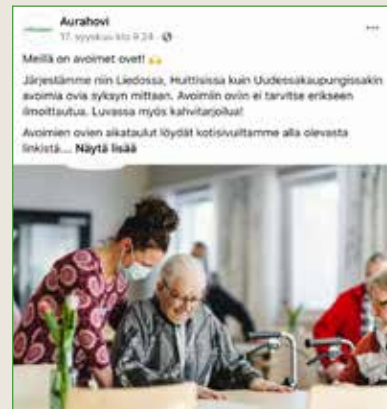 Aurahovi
17. syyskuu klo 9.24 ·
Meillä on avoimet ovet!
Järjestämme niin Liedossa, Huittisissa kuin Uudessakaupungissakin
avoimia ovia syksyn mittaan. Avoimiin oviin ei tarvitse erikseen
ilmoittautua. Luvassa myös kahvitarjoilua!
Avoimien ovien aikataulut löydät kotisivuiltamme alla olevasta
linkistä... Näytä lisää